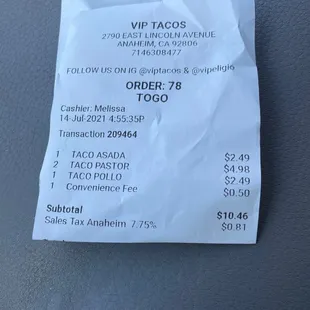 VIP TACOS
2790 EAST LINCOLN AVENUE
ANAHEIM, CA 92806
7146308477
FOLLOW US ON IG @viptacos & @vipeligi6
ORDER: 78
TOGO
Cashier: Melissa
14-Jul-2021 4:55:35P
Transaction 209464
1 TACO ASADA $2.49
2 TACO PASTOR $4.98
1 TACO POLLO $2.49
1 Convenience Fee $0.50
Subtotal $10.46
Sales Tax Anaheim 7.75% $0.81